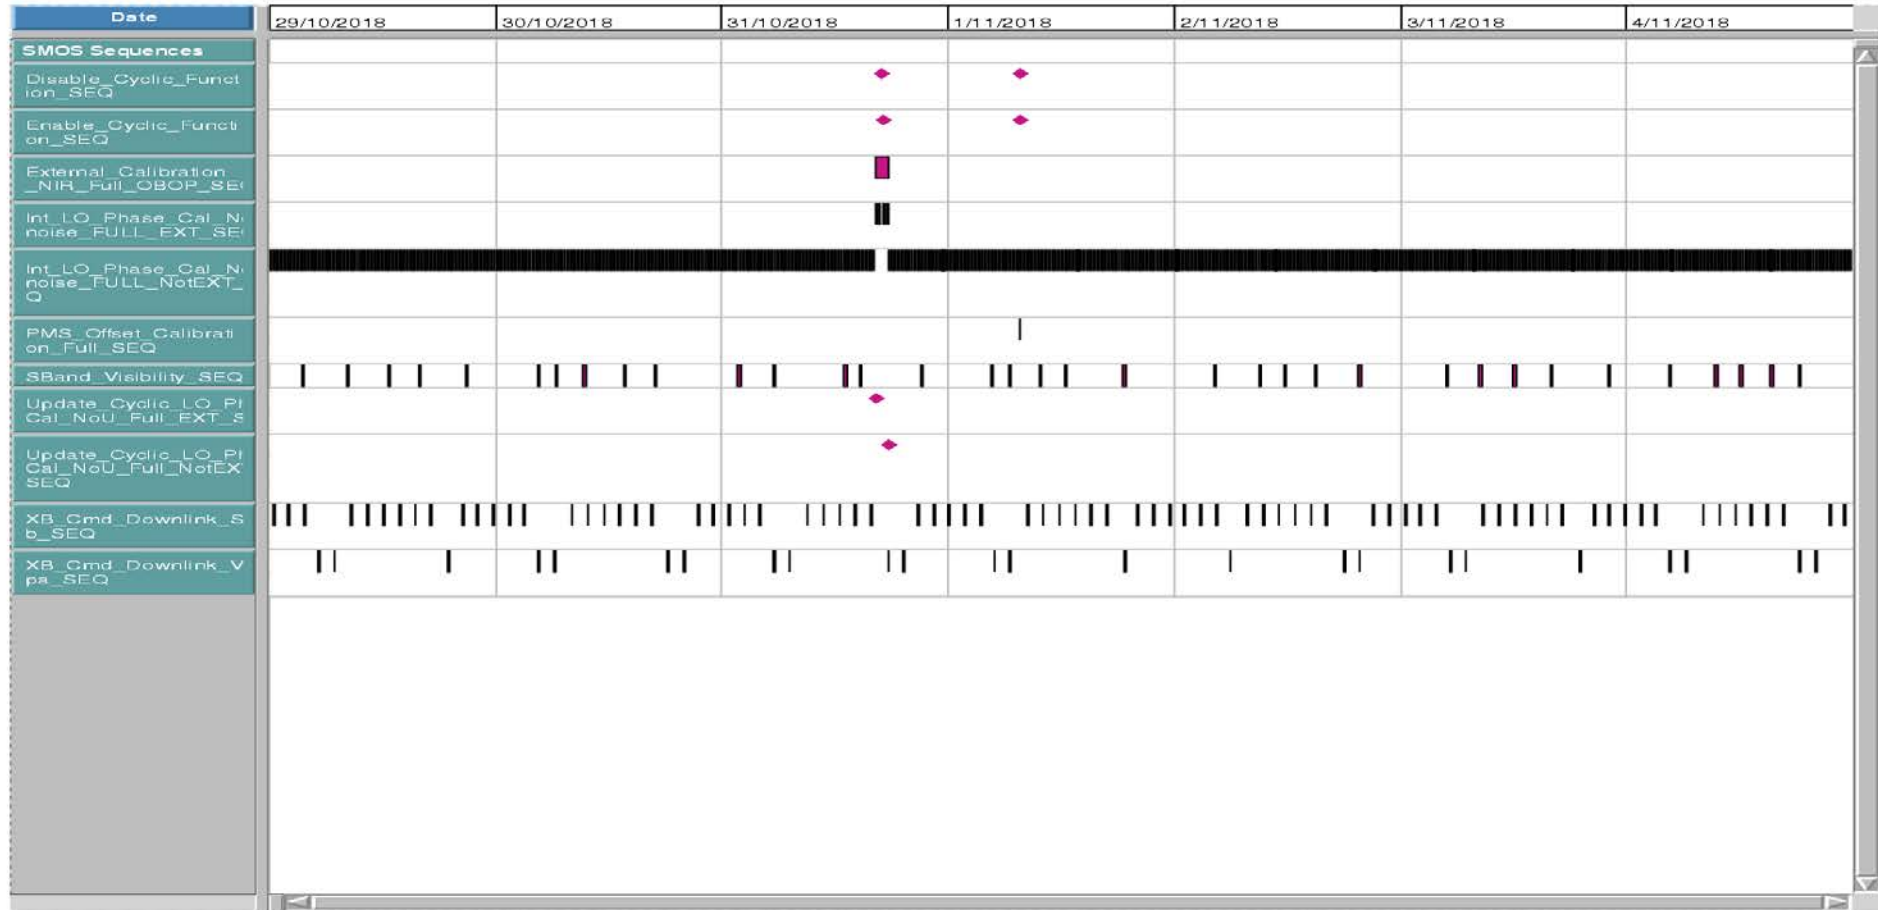 Date
29/10/2018
30/10/2018
31/10/2018
1/11/2018
2/11/2018
3/11/2018
4/11/2018
SMOS Sequences
Disable_Cyclic_Funct
ion_SEQ
Enable_Cyclic_Functi
on_SEQ
External_Calibration
_NIR_Full_OBOP_SE
Int_LO_Phase_Cal_N
noise_FULL_EXT_SE
Int_LO_Phase_Cal_N
noise_FULL_NotEXT_
Q
PMS_Offset_Calibrati
on_Full_SEQ
SBand_Visibility_SEQ
Update_Cyclic_LO_P
Cal_NoU_Full_EXT_S
Update_Cyclic_LO_P
Cal_NoU_Full_NotEX
SEQ
XB_Cmd_Downlink_S
b_SEQ
XB_Cmd_Downlink_V
pa_SEQ